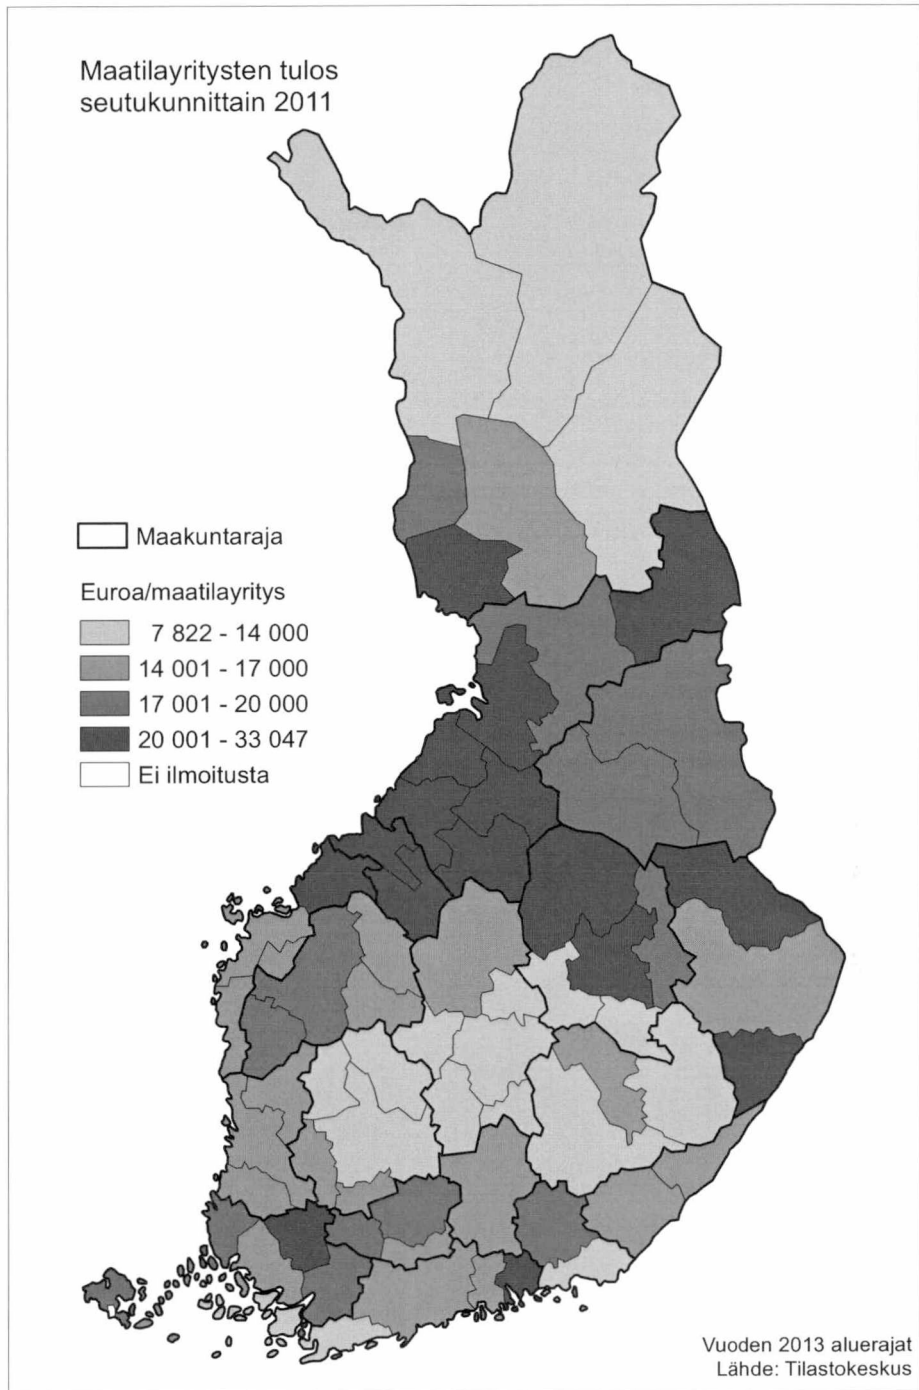 Maatilayritysten tulos
seutukunnittain 2011
Maakuntaraja
Euroa/maatilayritys
7 822 - 14 000
14 001 - 17 000
17 001 - 20 000
20 001 - 33 047
Ei ilmoitusta
Vuoden 2013 aluerajat
Lähde: Tilastokeskus